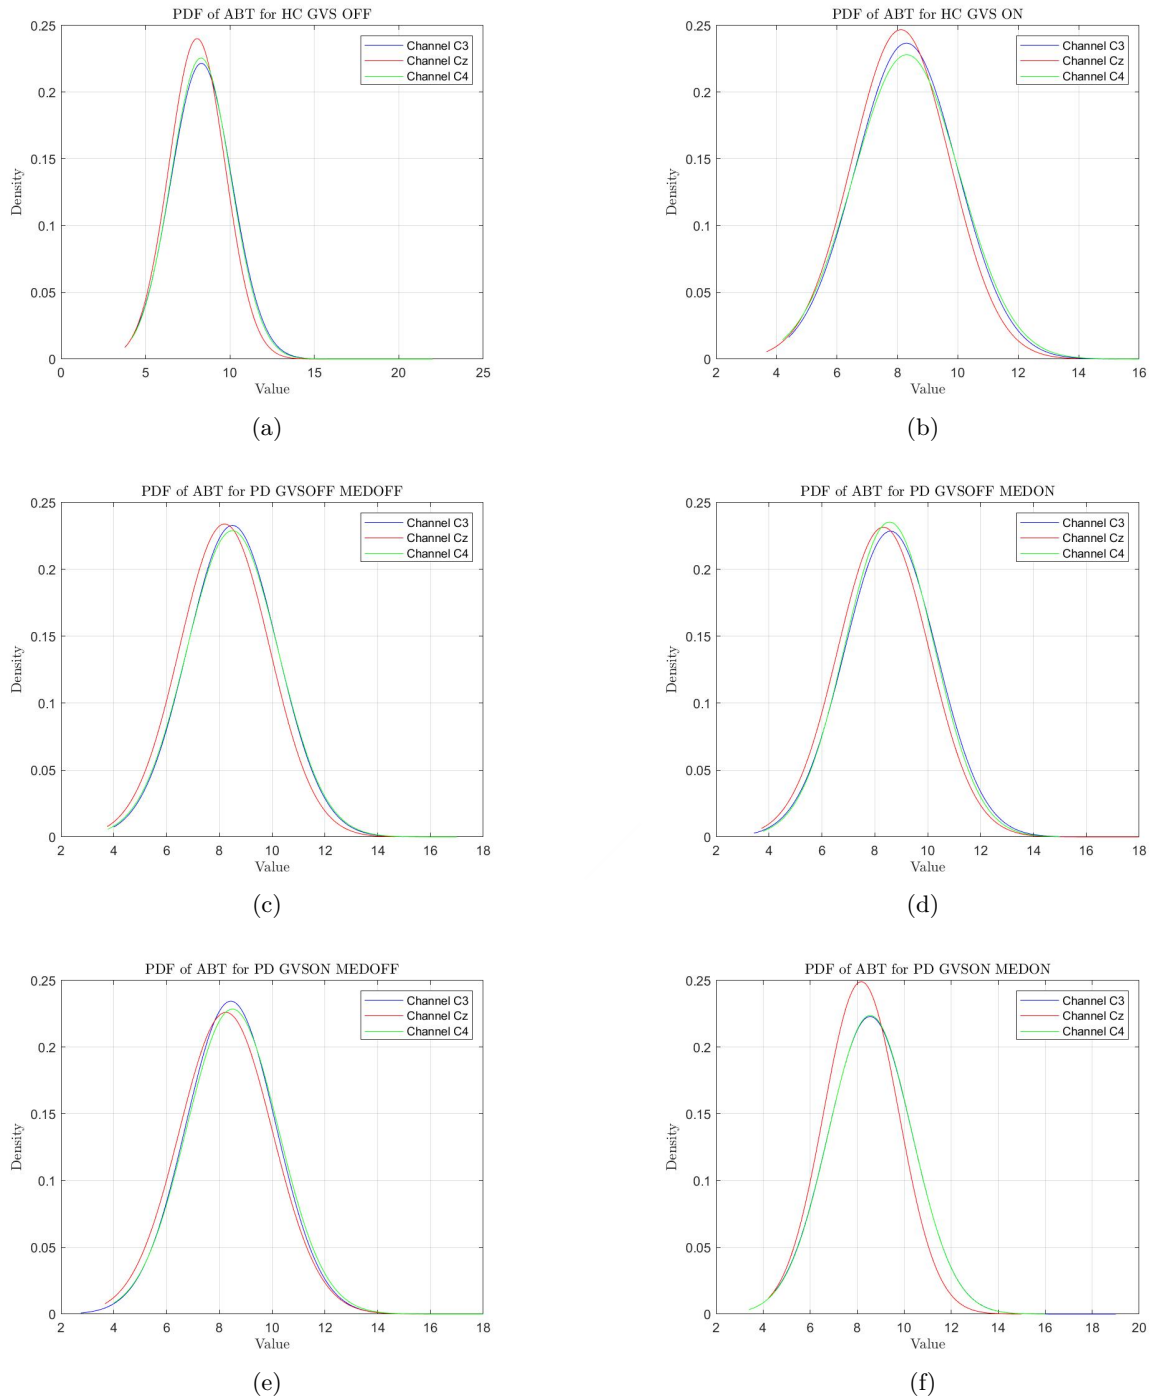 PDF of ABT for HC GVS OFF
0.25
0.2
0.15
0.1
0.05
0
Density
Channel C3
Channel Cz
Channel C4
0 5 10 15 20 25
Value
(a)
PDF of ABT for HC GVS ON
0.25
0.2
0.15
0.1
0.05
0
Density
Channel C3
Channel Cz
Channel C4
2 4 6 8 10 12 14 16
Value
(b)
PDF of ABT for PD GVSOFF MEDOFF
0.25
0.2
0.15
0.1
0.05
0
Density
Channel C3
Channel Cz
Channel C4
2 4 6 8 10 12 14 16 18
Value
(c)
PDF of ABT for PD GVSOFF MEDON
0.25
0.2
0.15
0.1
0.05
0
Density
Channel C3
Channel Cz
Channel C4
2 4 6 8 10 12 14 16 18
Value
(d)
PDF of ABT for PD GVSON MEDOFF
0.25
0.2
0.15
0.1
0.05
0
Density
Channel C3
Channel Cz
Channel C4
2 4 6 8 10 12 14 16 18
Value
(e)
PDF of ABT for PD GVSON MEDON
0.25
0.2
0.15
0.1
0.05
0
Density
Channel C3
Channel Cz
Channel C4
2 4 6 8 10 12 14 16 18 20
Value
(f)